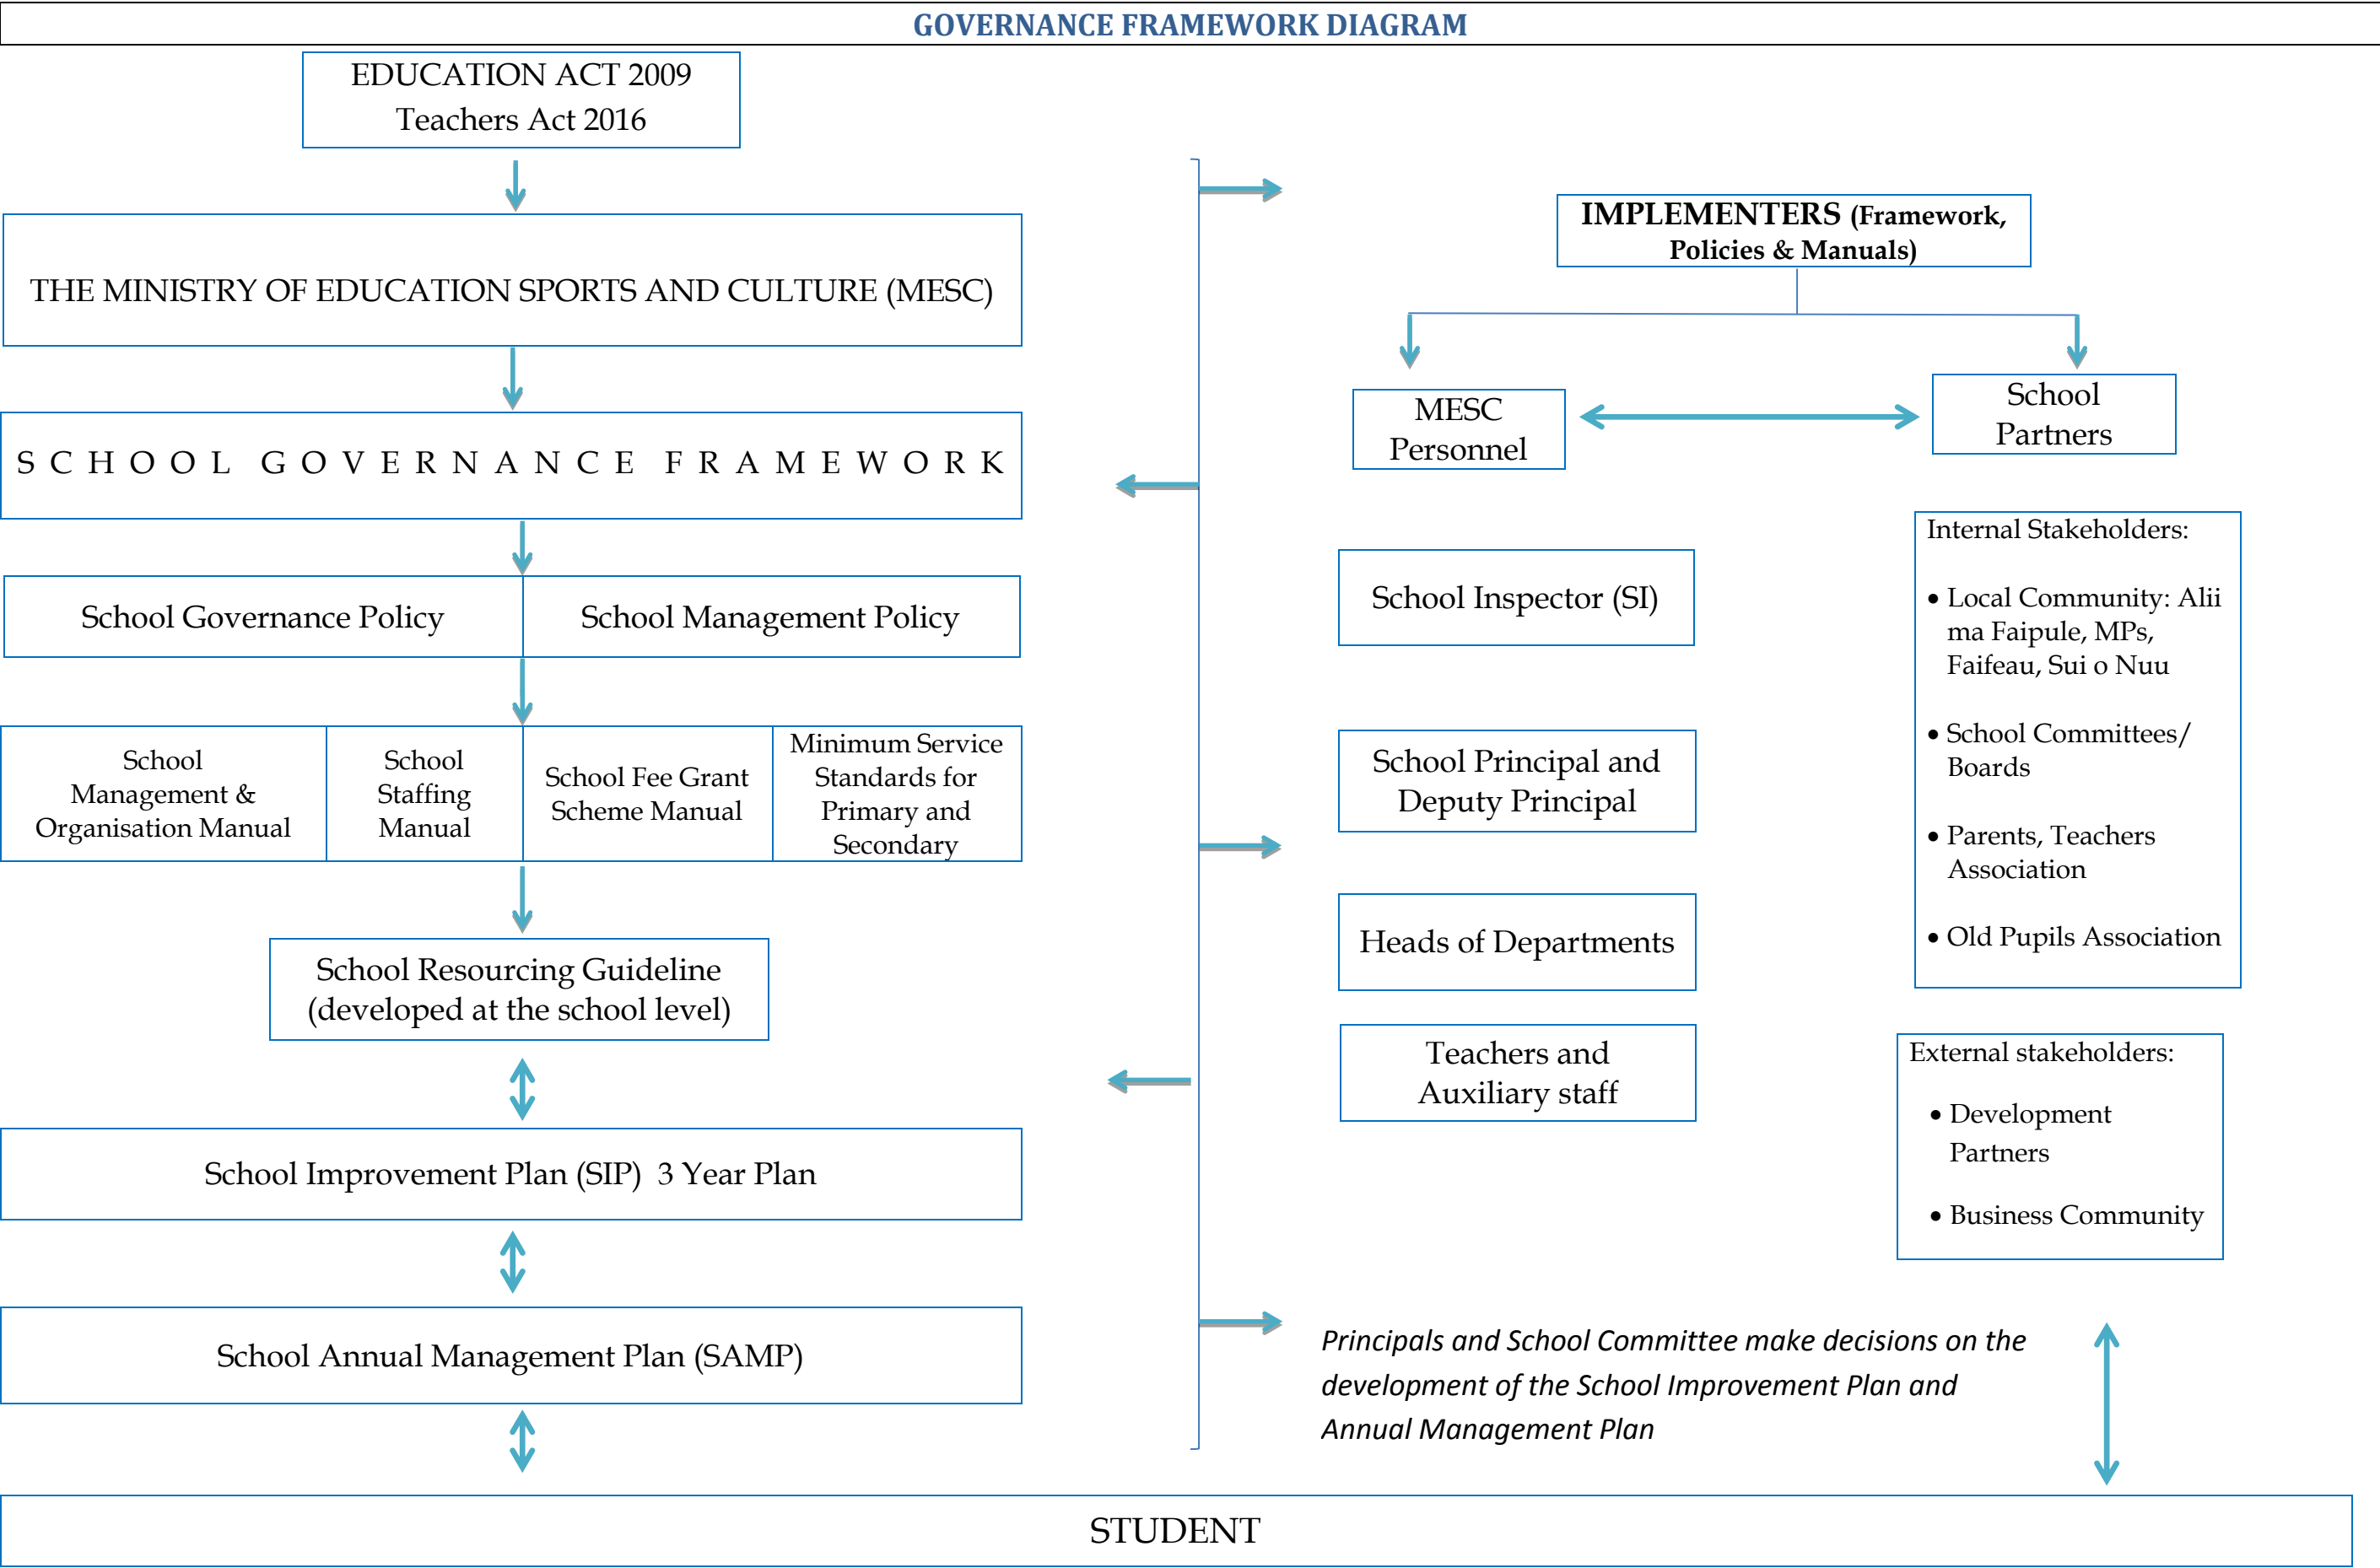 GOVERNANCE FRAMEWORK DIAGRAM
EDUCATION ACT 2009
Teachers Act 2016
THE MINISTRY OF EDUCATION SPORTS AND CULTURE (MESC)
SCHOOL GOVERNANCE FRAMEWORK
School Governance Policy
School Management Policy
School
Management &
Organisation Manual
School
Staffing
Manual
School Fee Grant
Scheme Manual
Minimum Service
Standards for
Primary and
Secondary
School Resourcing Guideline
(developed at the school level)
School Improvement Plan (SIP)  3 Year Plan
School Annual Management Plan (SAMP)
IMPLEMENTERS (Framework,
Policies & Manuals)
MESC
Personnel
School
Partners
School Inspector (SI)
School Principal and
Deputy Principal
Heads of Departments
Teachers and
Auxiliary staff
Internal Stakeholders:
• Local Community: Alii
ma Faipule, MPs,
Faifeau, Sui o Nuu
• School Committees/
Boards
• Parents, Teachers
Association
• Old Pupils Association
External stakeholders:
• Development
Partners
• Business Community
Principals and School Committee make decisions on the
development of the School Improvement Plan and
Annual Management Plan
STUDENT